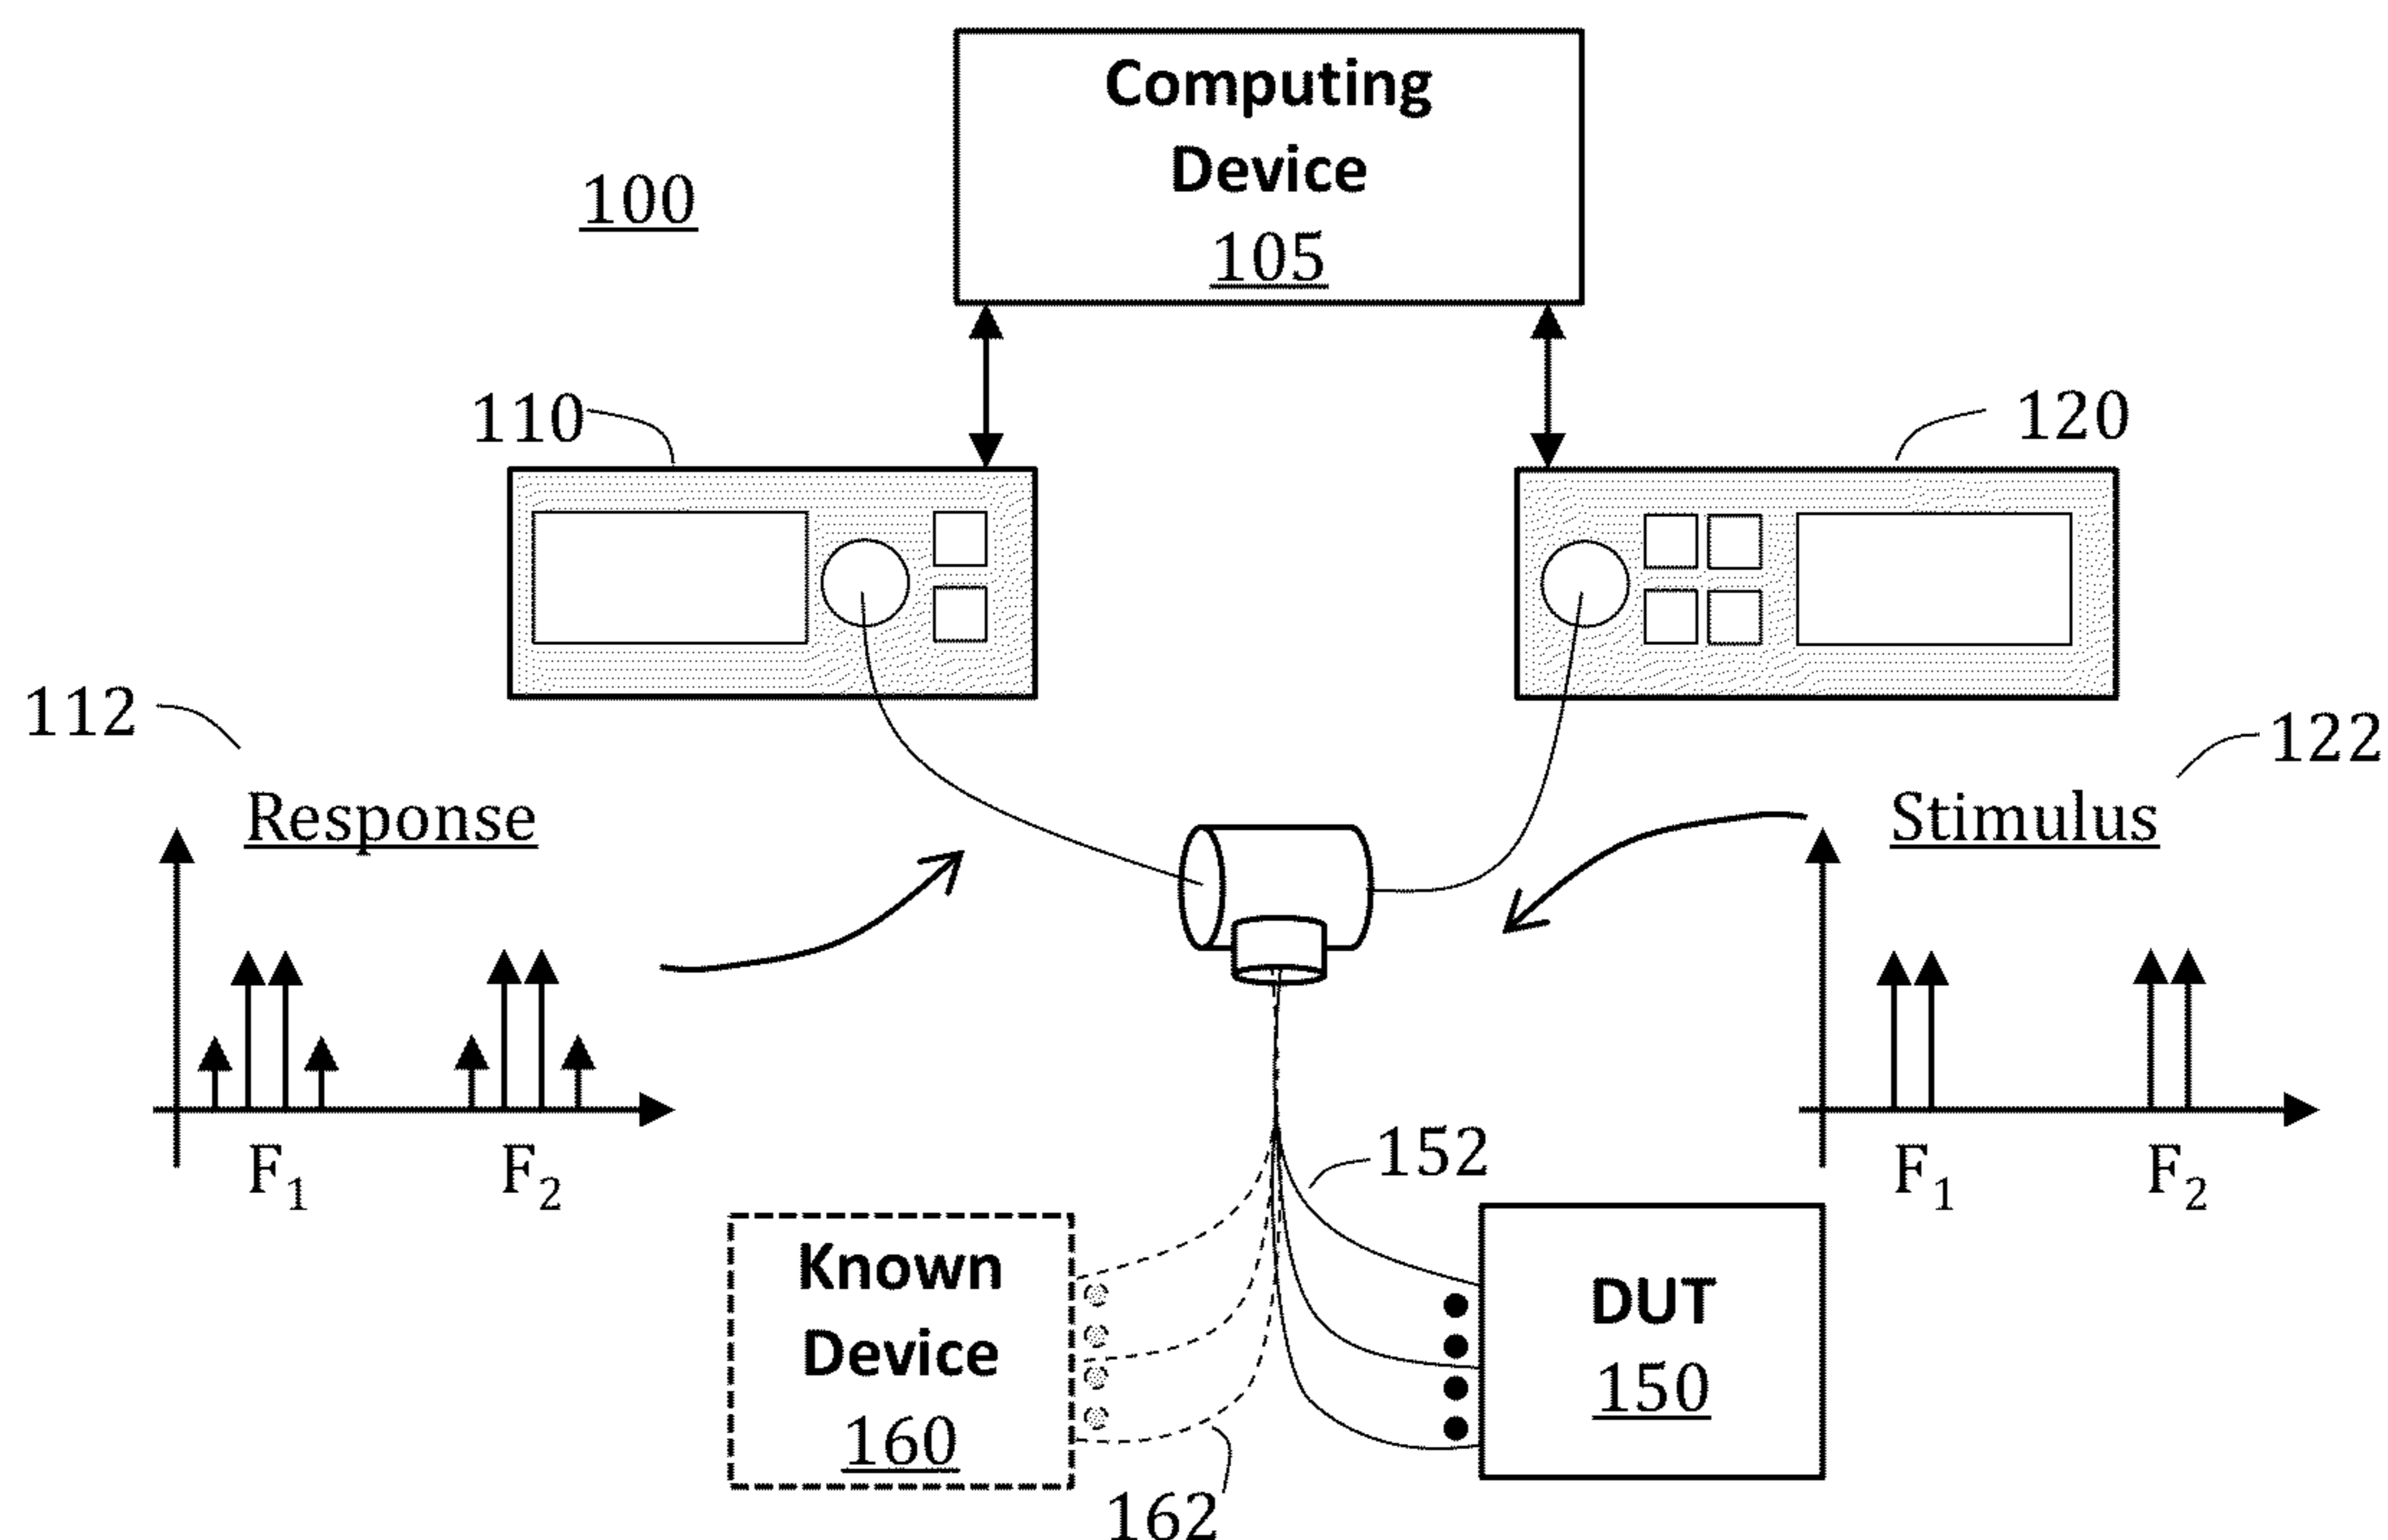 Computing
Device
105
100
110
120
112
122
Response
Stimulus
F1
F2
F1
F2
152
Known
Device
160
DUT
150
162